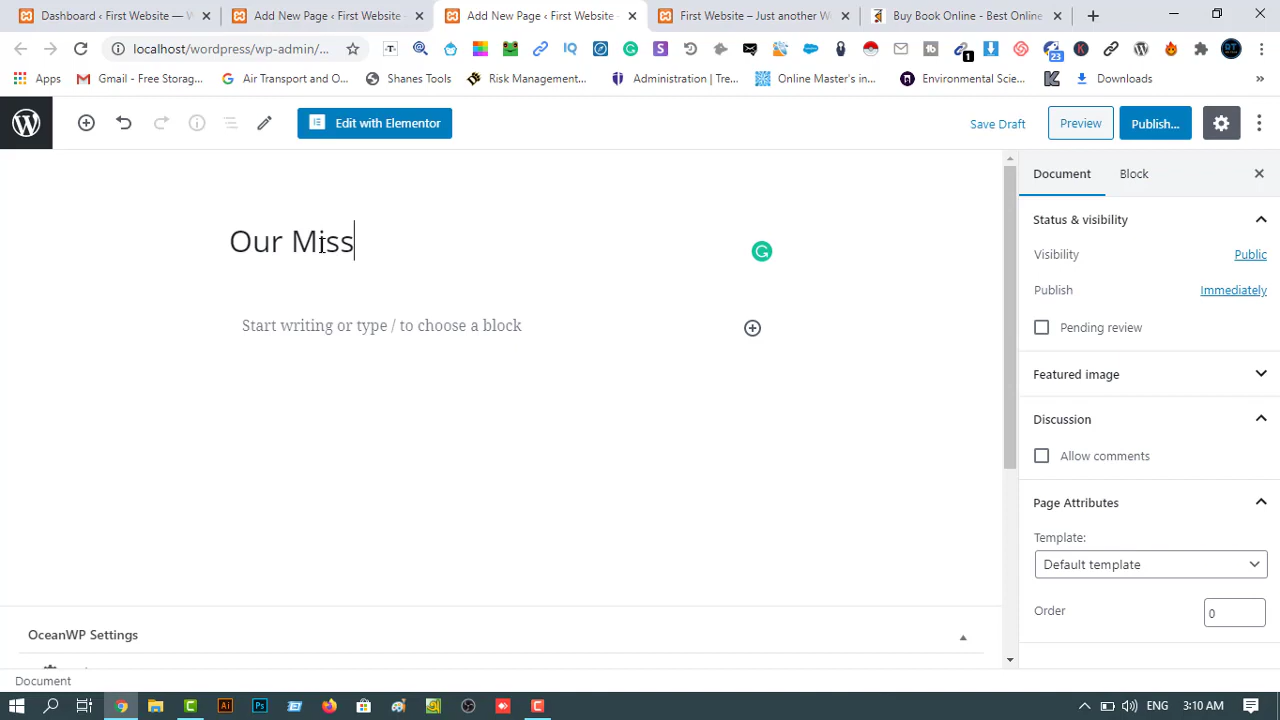 Dashboard ‹ First Website — W
Add New Page ‹ First Website
Add New Page ‹ First Website -
First Website – Just another W
Buy Book Online - Best Online
localhost/wordpress/wp-admin/...
1
23
Apps
Gmail - Free Storag...
Air Transport and O...
Shanes Tools
Risk Management...
Administration | Tre...
Online Master's in...
Environmental Scie...
Downloads
»
Edit with Elementor
Save Draft
Preview
Publish...
Document
Block
Our Miss
Start writing or type / to choose a block
Status & visibility
Visibility
Public
Publish
Immediately
Pending review
Featured image
Discussion
Allow comments
Page Attributes
Template:
Default template
Order
0
OceanWP Settings
Document
ENG
3:10 AM